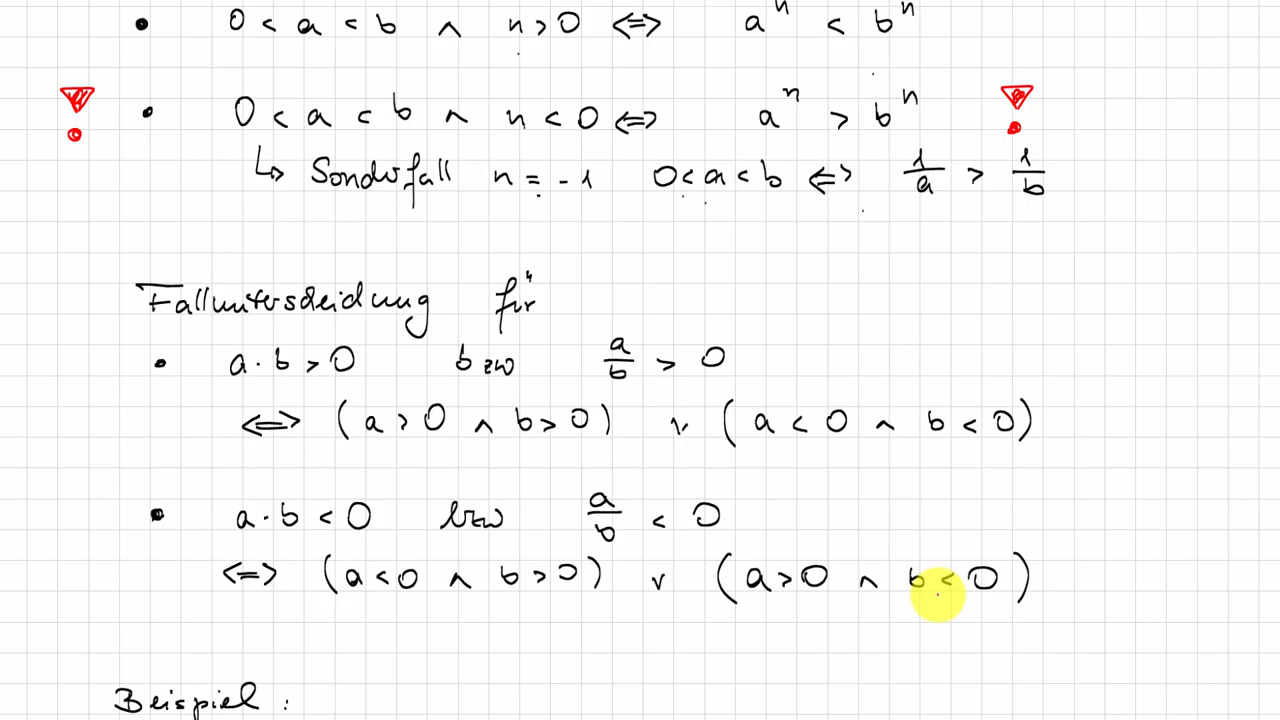 • 0 < a < b ∧ n > 0 ⇔ aⁿ < bⁿ
• 0 < a < b ∧ n < 0 ⇔ aⁿ > bⁿ
↳ Sonderfall n = -1 0 < a < b ⇔ 1/a > 1/b
Fallunterscheidung für
• a · b > 0 bzw a/b > 0
⇔ (a > 0 ∧ b > 0) ∨ (a < 0 ∧ b < 0)
• a · b < 0 bzw a/b < 0
⇔ (a < 0 ∧ b > 0) ∨ (a > 0 ∧ b < 0)
Beispiel :